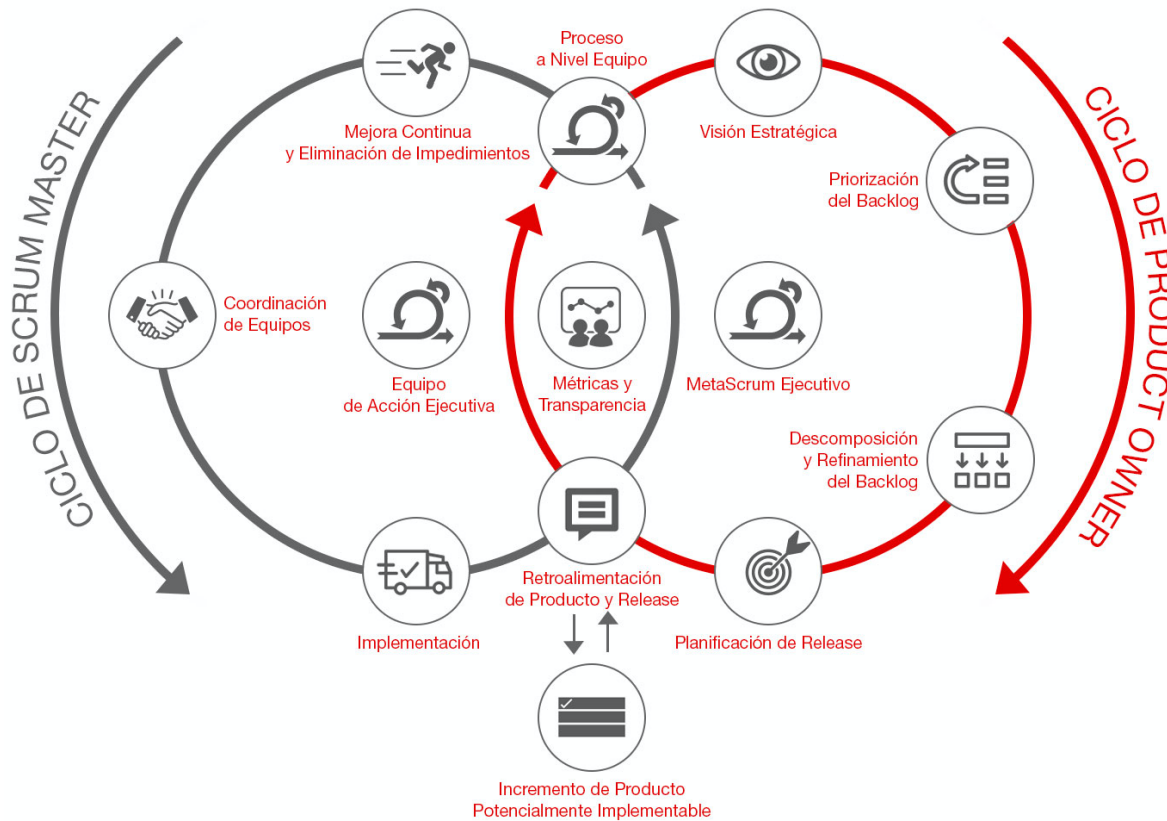 CICLO DE SCRUM MASTER
Mejora Continua
y Eliminación de Impedimientos
Proceso
a Nivel Equipo
Visión Estratégica
Priorización
del Backlog
CICLO DE PRODUCT OWNER
Coordinación
de Equipos
Equipo
de Acción Ejecutiva
Métricas y
Transparencia
MetaScrum Ejecutivo
Descomposición
y Refinamiento
del Backlog
Implementación
Retroalimentación
de Producto y Release
Planificación de Release
Incremento de Producto
Potencialmente Implementable